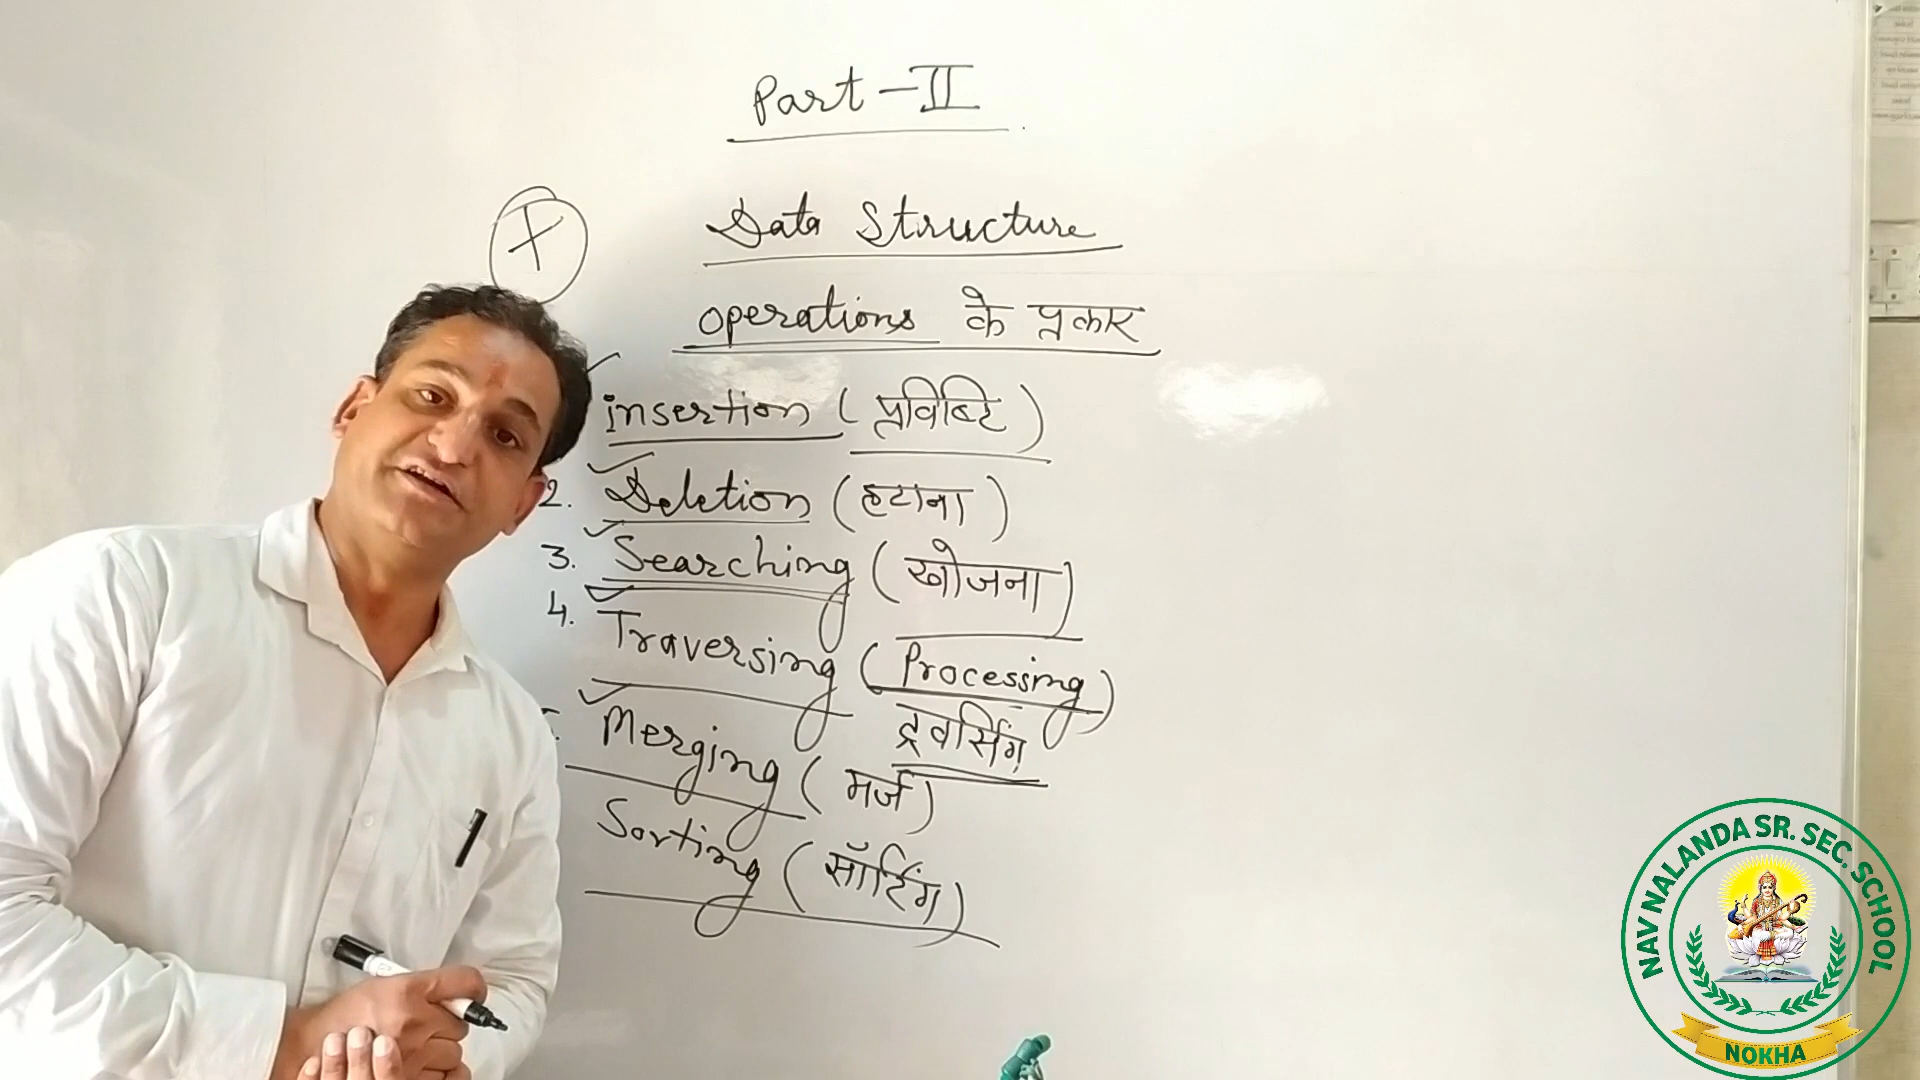 Part - II
Data Structure
operations के प्रकार
insertion (प्रविष्टि)
2. Deletion (हटाना)
3. Searching (खोजना)
4. Traversing (Processing)
ट्रवर्सिंग
Merging (मर्ज)
Sorting (सॉर्टिंग)
NAV NALANDA SR. SEC. SCHOOL
NOKHA